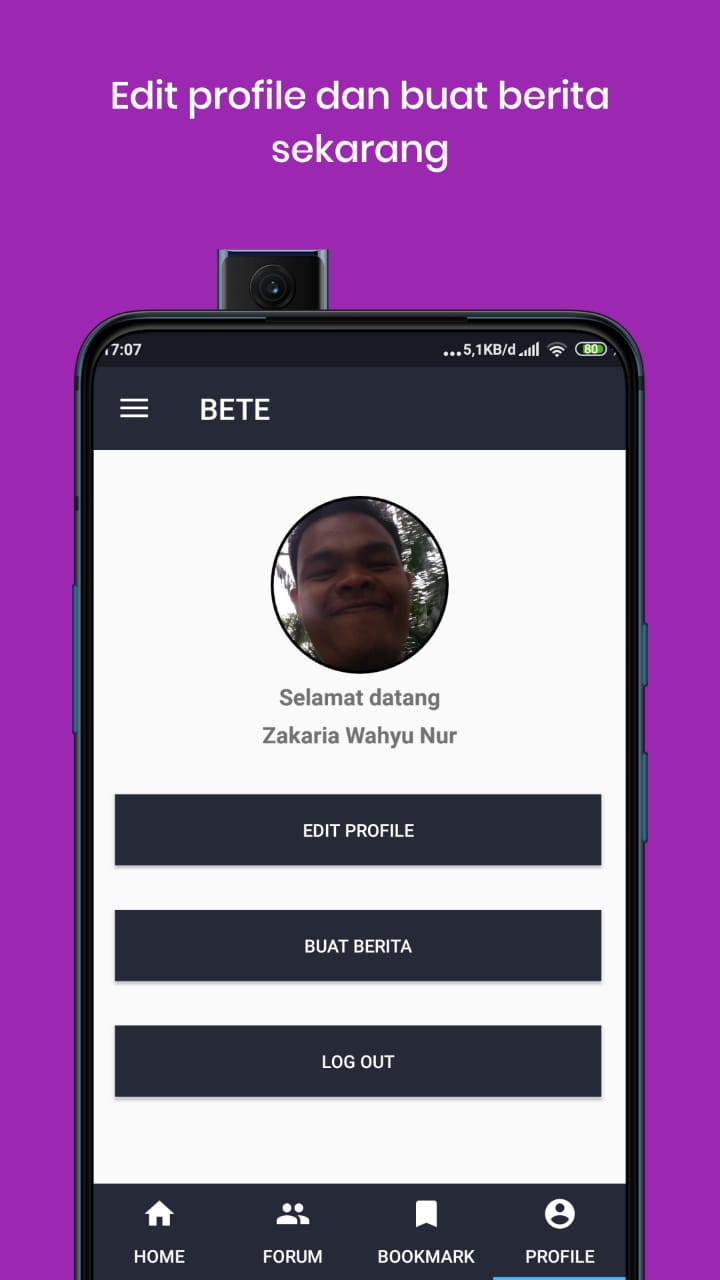 Edit profile dan buat berita
sekarang
17:07
...5,1KB/d
80
BETE
Selamat datang
Zakaria Wahyu Nur
EDIT PROFILE
BUAT BERITA
LOG OUT
HOME
FORUM
BOOKMARK
PROFILE